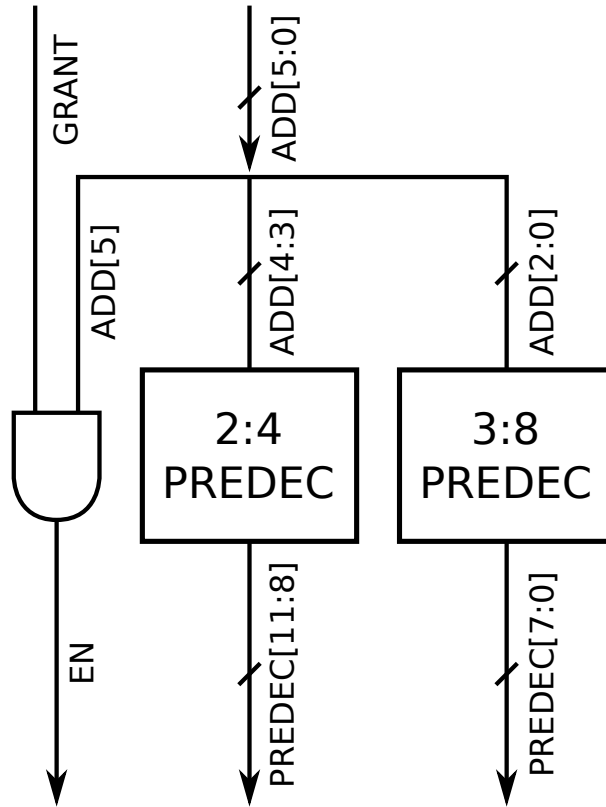 GRANT
ADD[5:0]
ADD[5]
ADD[4:3]
ADD[2:0]
2:4
PREDEC
3:8
PREDEC
EN
PREDEC[11:8]
PREDEC[7:0]